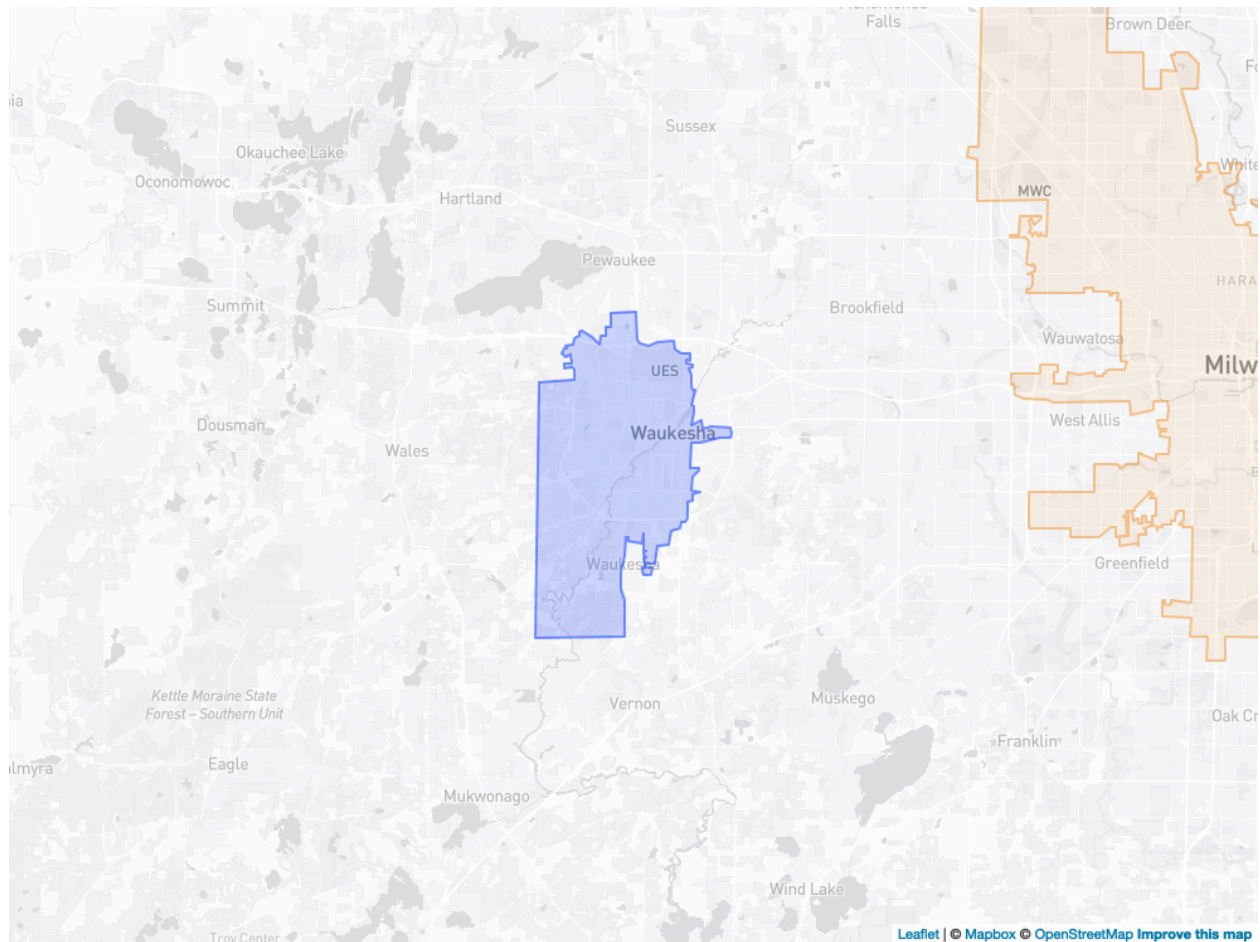 Falls
Brown Deer
Sussex
Okauchee Lake
Oconomowoc
Hartland
MWC
White
Pewaukee
HARA
Summit
Brookfield
Wauwatosa
Milw
UES
Dousman
Wales
Waukesha
West Allis
Waukesha
Greenfield
Kettle Moraine State
Forest – Southern Unit
Vernon
Muskego
Oak Cr
Franklin
Eagle
lmyra
Mukwonago
Wind Lake
Troy Center
Leaflet | © Mapbox © OpenStreetMap Improve this map